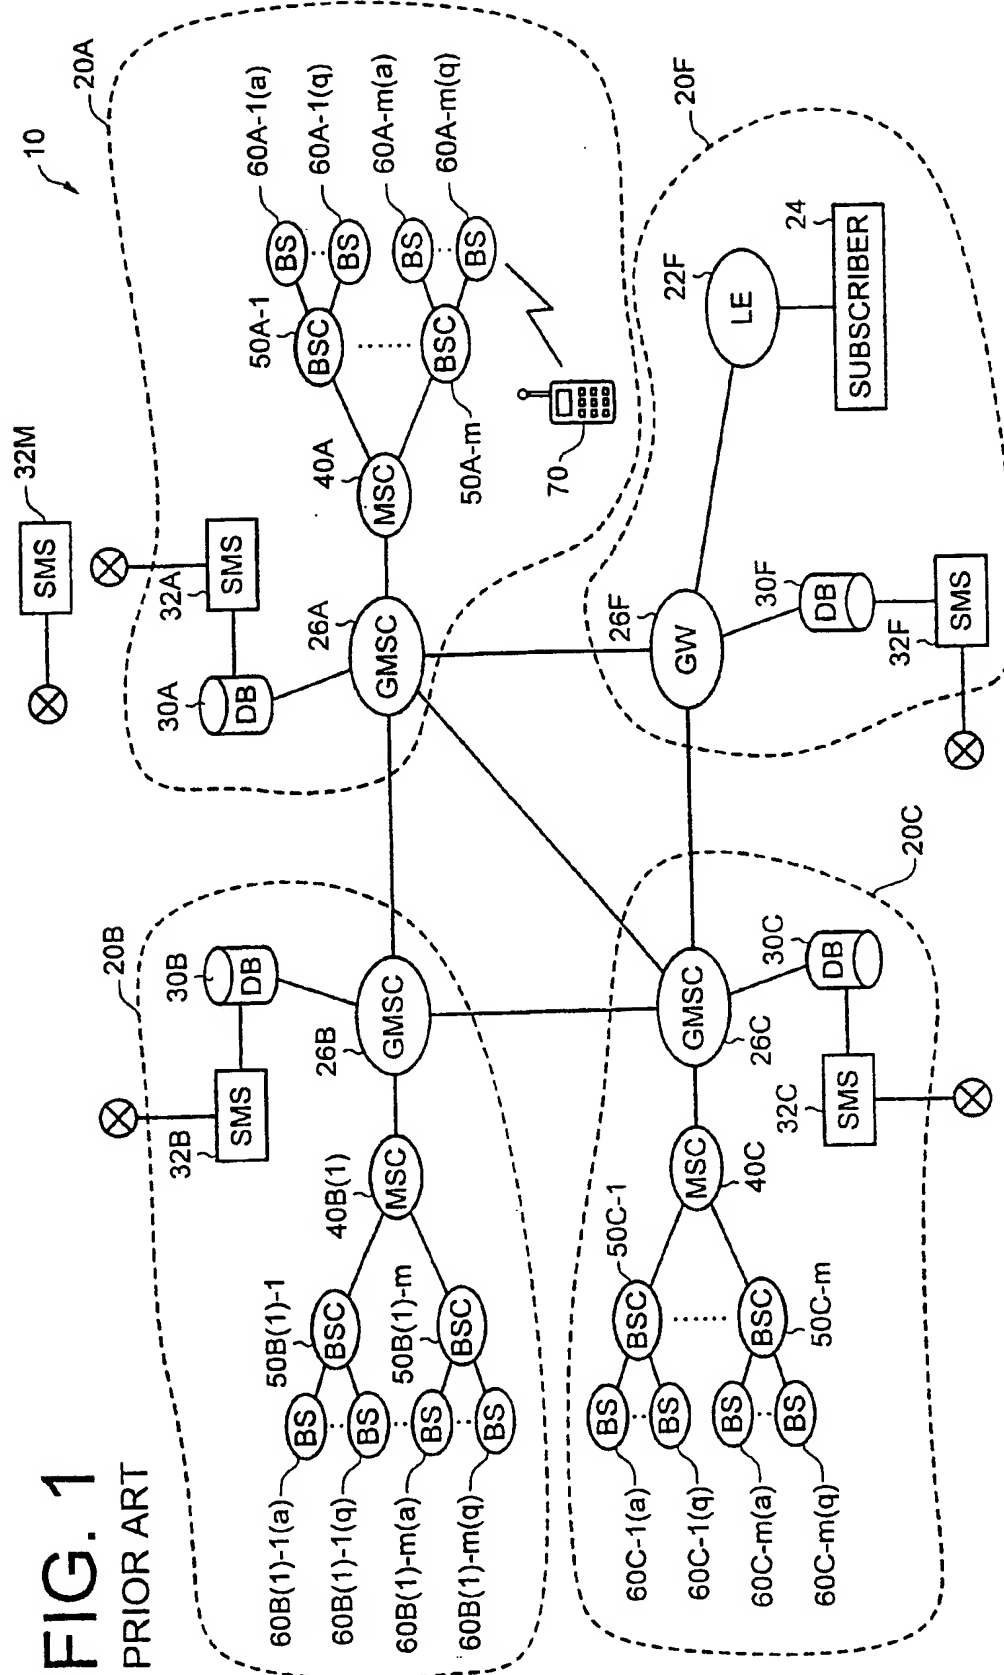 FIG. 1
PRIOR ART
10
20B
32B
SMS
30B
DB
60B(1)-1(a)
60B(1)-1(q)
60B(1)-m(a)
60B(1)-m(q)
BS
BS
BS
BS
50B(1)-1
BSC
50B(1)-m
BSC
40B(1)
MSC
26B
GMSC
32M
SMS
20A
32A
SMS
30A
DB
26A
GMSC
40A
MSC
50A-1
BSC
BSC
50A-m
BS
BS
BS
BS
60A-1(a)
60A-1(q)
60A-m(a)
60A-m(q)
70
20C
60C-1(a)
60C-1(q)
60C-m(a)
60C-m(q)
BS
BS
BS
BS
50C-1
BSC
BSC
50C-m
MSC
40C
GMSC
26C
30C
DB
32C
SMS
20F
26F
GW
30F
DB
32F
SMS
22F
LE
24
SUBSCRIBER